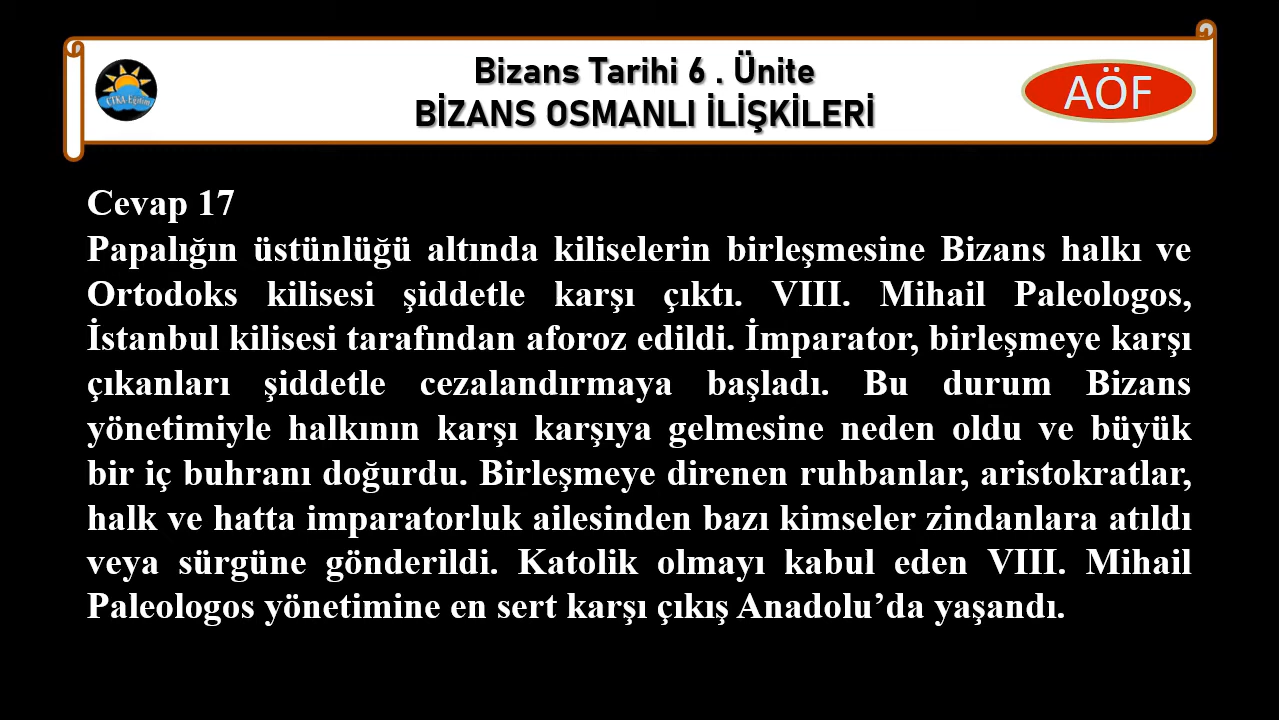 Bizans Tarihi 6 . Ünite
BİZANS OSMANLI İLİŞKİLERİ
AÖF
ÇTKA Eğitim
Cevap 17
Papalığın üstünlüğü altında kiliselerin birleşmesine Bizans halkı ve
Ortodoks kilisesi şiddetle karşı çıktı. VIII. Mihail Paleologos,
İstanbul kilisesi tarafından aforoz edildi. İmparator, birleşmeye karşı
çıkanları şiddetle cezalandırmaya başladı. Bu durum Bizans
yönetimiyle halkının karşı karşıya gelmesine neden oldu ve büyük
bir iç buhranı doğurdu. Birleşmeye direnen ruhbanlar, aristokratlar,
halk ve hatta imparatorluk ailesinden bazı kimseler zindanlara atıldı
veya sürgüne gönderildi. Katolik olmayı kabul eden VIII. Mihail
Paleologos yönetimine en sert karşı çıkış Anadolu’da yaşandı.